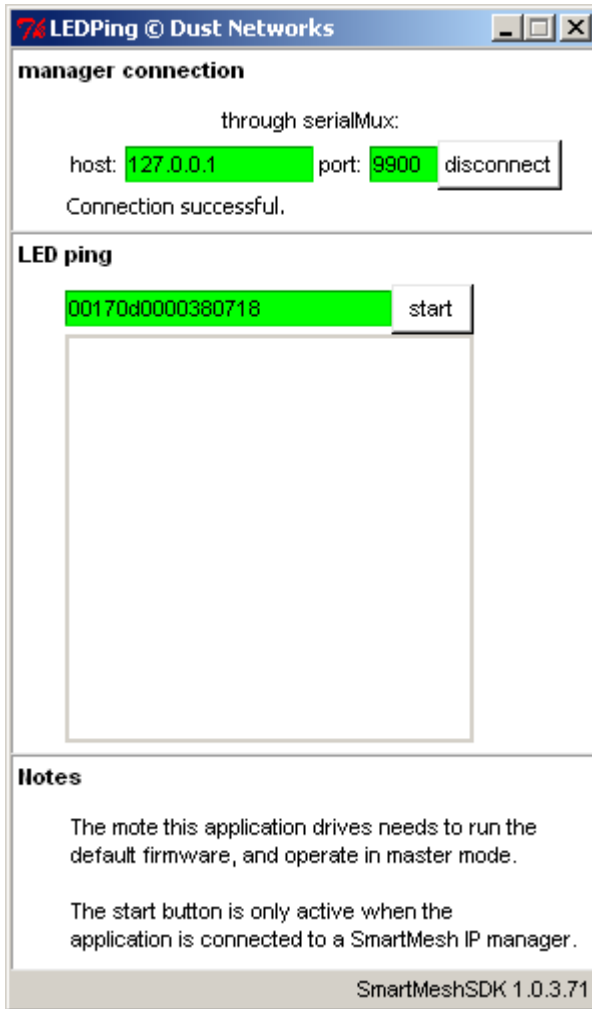 LEDPing © Dust Networks
manager connection
through serialMux:
host: 127.0.0.1 port: 9900 disconnect
Connection successful.
LED ping
00170d0000380718 start
Notes
The mote this application drives needs to run the
default firmware, and operate in master mode.
The start button is only active when the
application is connected to a SmartMesh IP manager.
SmartMeshSDK 1.0.3.71